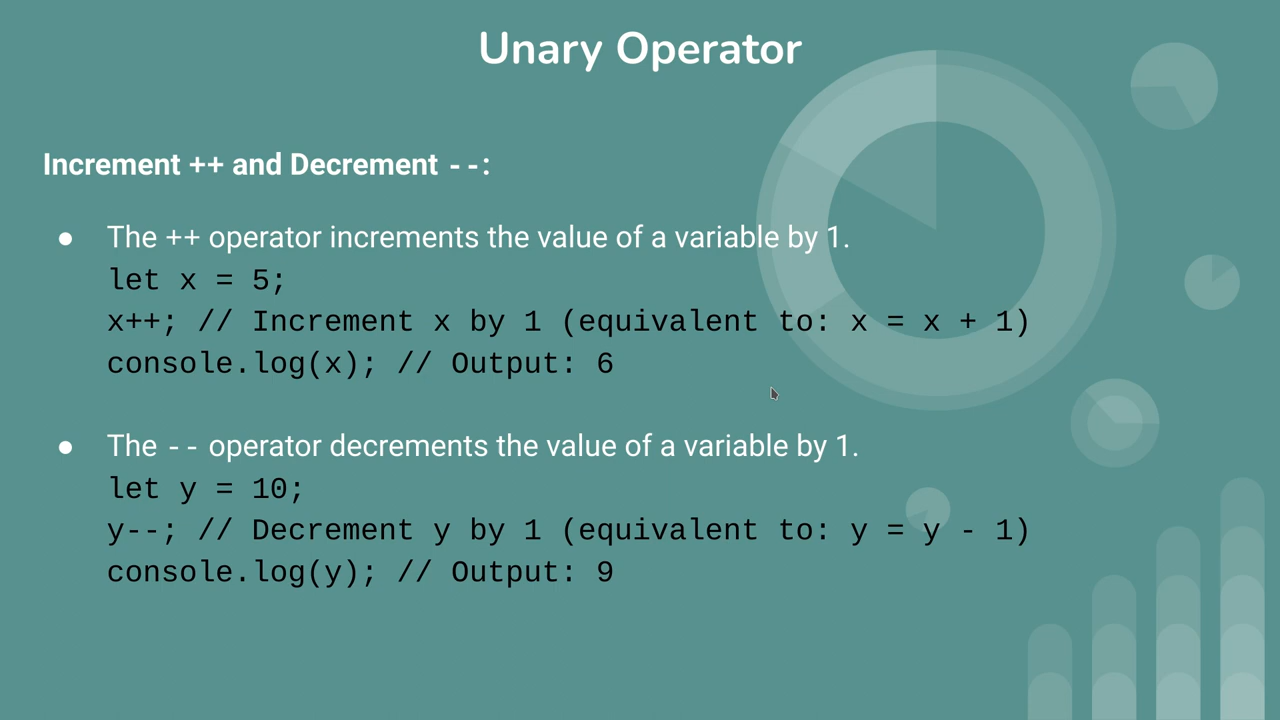 Unary Operator
Increment ++ and Decrement --:
● The ++ operator increments the value of a variable by 1.
let x = 5;
x++; // Increment x by 1 (equivalent to: x = x + 1)
console.log(x); // Output: 6
● The -- operator decrements the value of a variable by 1.
let y = 10;
y--; // Decrement y by 1 (equivalent to: y = y - 1)
console.log(y); // Output: 9